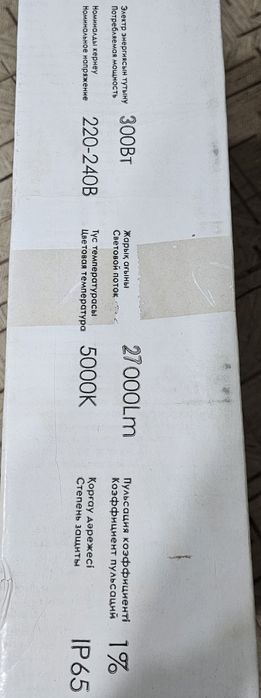 Электр энергиясын тұтыну
Потребляемая мощность
300Вт
Жарық ағыны
Световой поток
27000Lm
Пульсация коэффициенті
Коэффициент пульсаций
1%
Номиналды кернеу
Номинальное напряжение
220-240В
Түс температурасы
Цветовая температура
5000K
Қорғау дәрежесі
Степень защиты
IP65